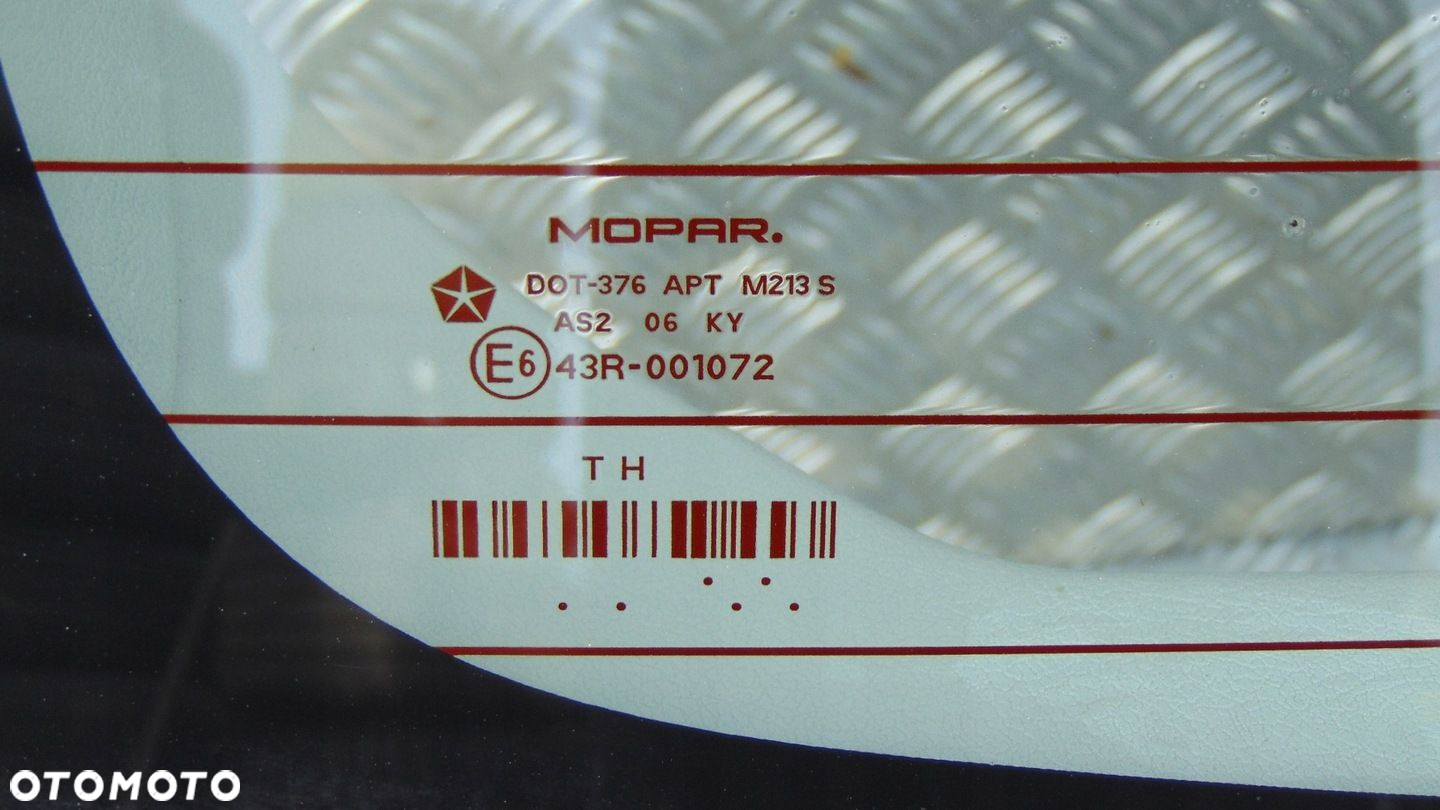 MOPAR.
DOT-376 APT M213 S
AS2 06 KY
E6 43R-001072
T H
OTOMOTO